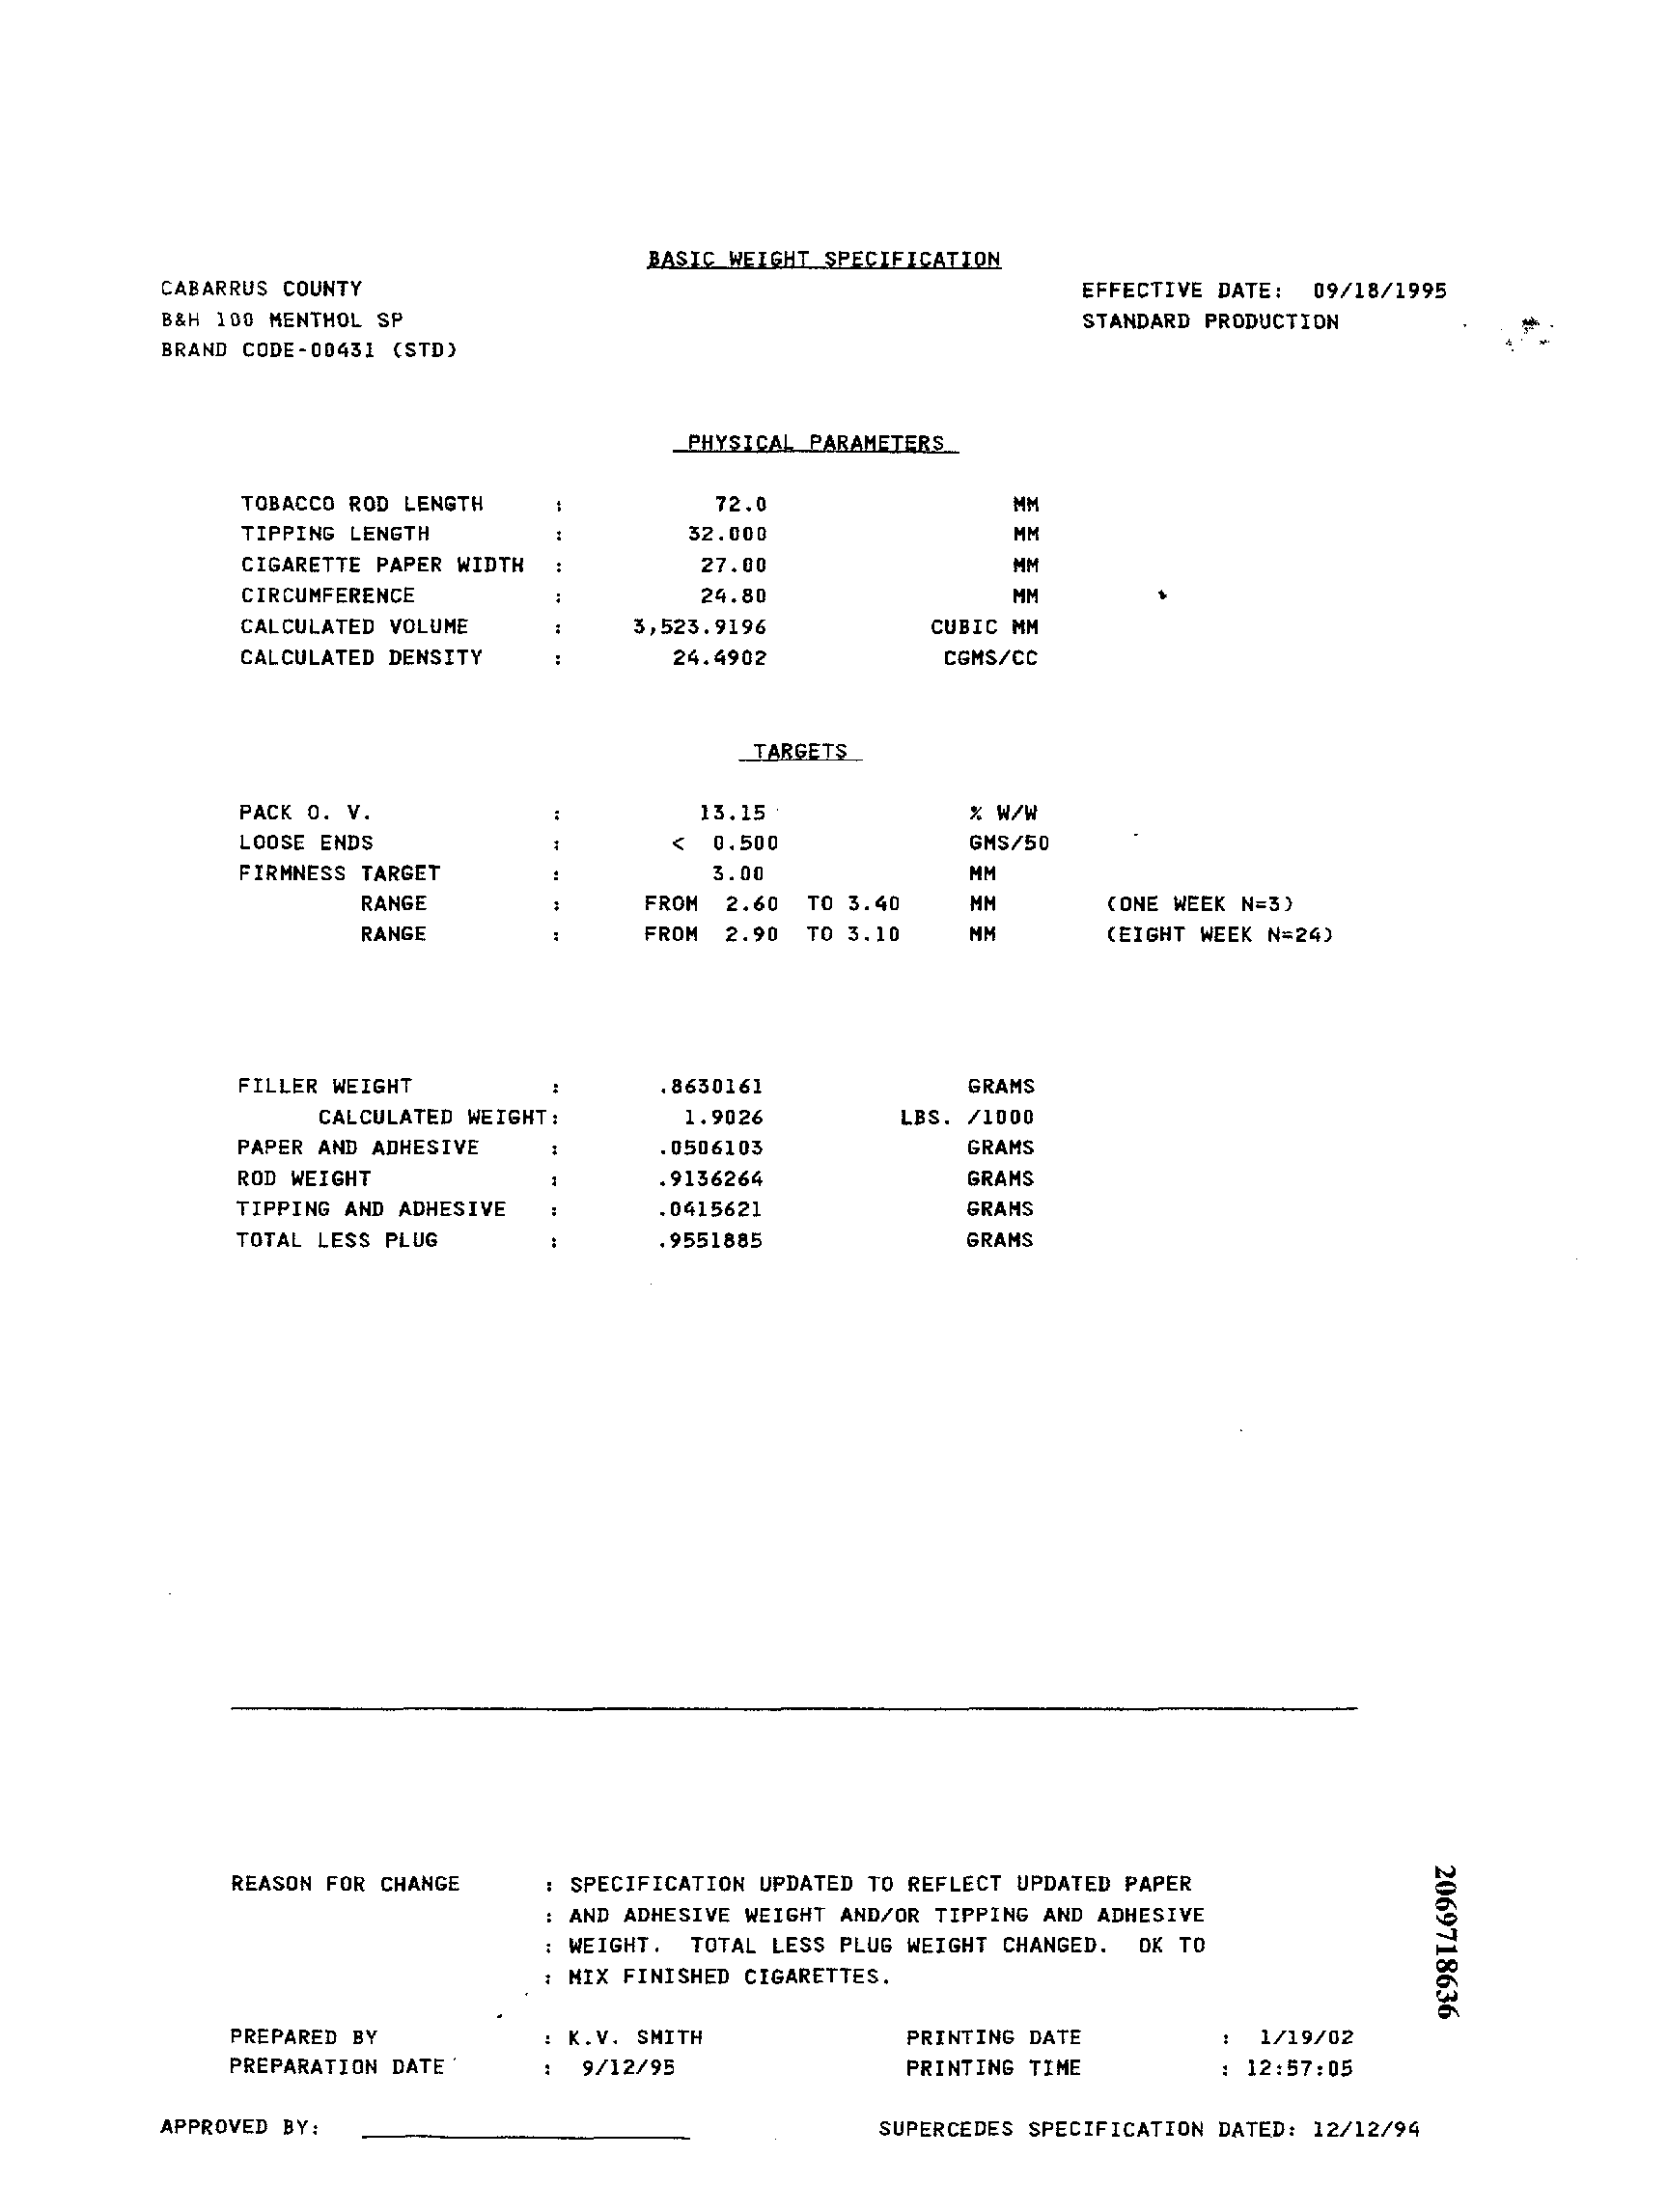 BASIC WEIGHT SPECIFICATION
CABARRUS COUNTY EFFECTIVE DATE: 09/18/1995
B&H 100 MENTHOL SP STANDARD PRODUCTION
BRAND CODE-00431 (STD)
PHYSICAL PARAMETERS
TOBACCO ROD LENGTH : 72.0 MM
TIPPING LENGTH : 32.000 MM
CIGARETTE PAPER WIDTH : 27.00 MM
CIRCUMFERENCE : 24.80 MM
CALCULATED VOLUME : 3,523.9196 CUBIC MM
CALCULATED DENSITY : 24.4902 CGMS/CC
TARGETS
PACK O. V. : 13.15 % W/W
LOOSE ENDS : < 0.500 GMS/50
FIRMNESS TARGET : 3.00 MM
RANGE : FROM 2.60 TO 3.40 MM (ONE WEEK N=3)
RANGE : FROM 2.90 TO 3.10 MM (EIGHT WEEK N=24)
FILLER WEIGHT : .8630161 GRAMS
CALCULATED WEIGHT: 1.9026 LBS. /1000
PAPER AND ADHESIVE : .0506103 GRAMS
ROD WEIGHT : .9136264 GRAMS
TIPPING AND ADHESIVE : .0415621 GRAMS
TOTAL LESS PLUG : .9551885 GRAMS
REASON FOR CHANGE : SPECIFICATION UPDATED TO REFLECT UPDATED PAPER
: AND ADHESIVE WEIGHT AND/OR TIPPING AND ADHESIVE
: WEIGHT. TOTAL LESS PLUG WEIGHT CHANGED. OK TO
: MIX FINISHED CIGARETTES.
PREPARED BY : K.V. SMITH PRINTING DATE : 1/19/02
PREPARATION DATE : 9/12/95 PRINTING TIME : 12:57:05
APPROVED BY: SUPERCEDES SPECIFICATION DATED: 12/12/94
2069718636